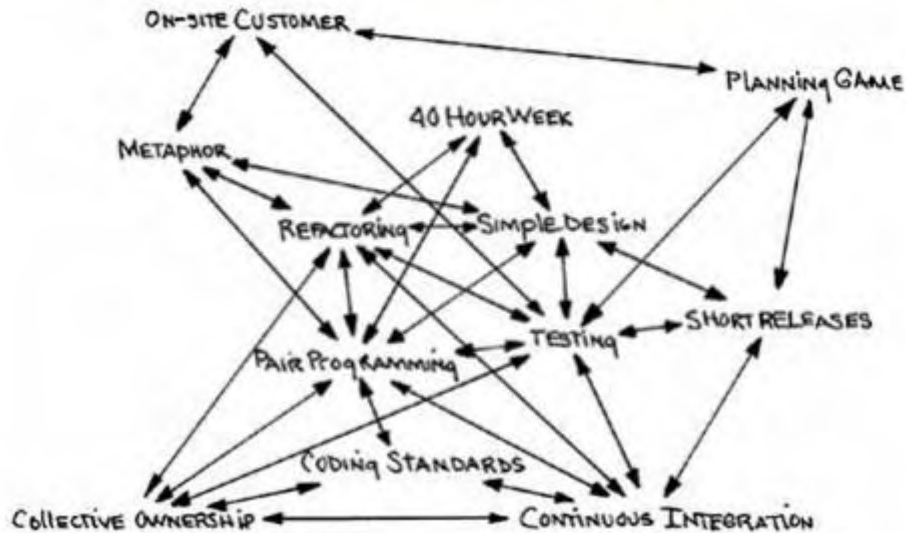 ON-SITE CUSTOMER
PLANNING GAME
40 HOUR WEEK
METAPHOR
REFACTORING
SIMPLE DESIGN
SHORT RELEASES
TESTING
PAIR PROGRAMMING
CODING STANDARDS
COLLECTIVE OWNERSHIP
CONTINUOUS INTEGRATION